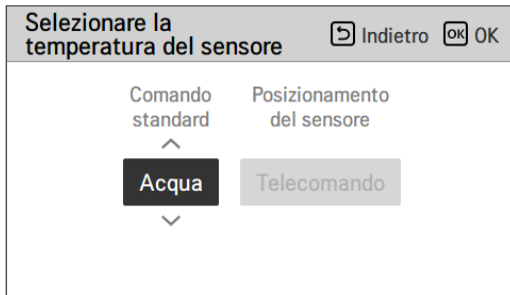 Selezionare la
temperatura del sensore
Indietro OK OK
Comando
standard
Posizionamento
del sensore
Acqua
Telecomando